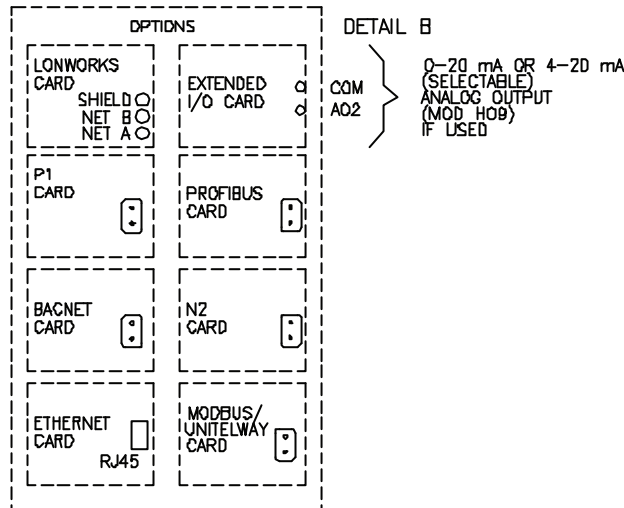 OPTIONS
DETAIL B
LONWORKS
CARD
SHIELD
NET B
NET A
EXTENDED
I/O CARD
COM
AO2
0-20 mA OR 4-20 mA
(SELECTABLE)
ANALOG OUTPUT
(MOD H09)
IF USED
P1
CARD
PROFIBUS
CARD
BACNET
CARD
N2
CARD
ETHERNET
CARD
RJ45
MODBUS/
UNITELWAY
CARD